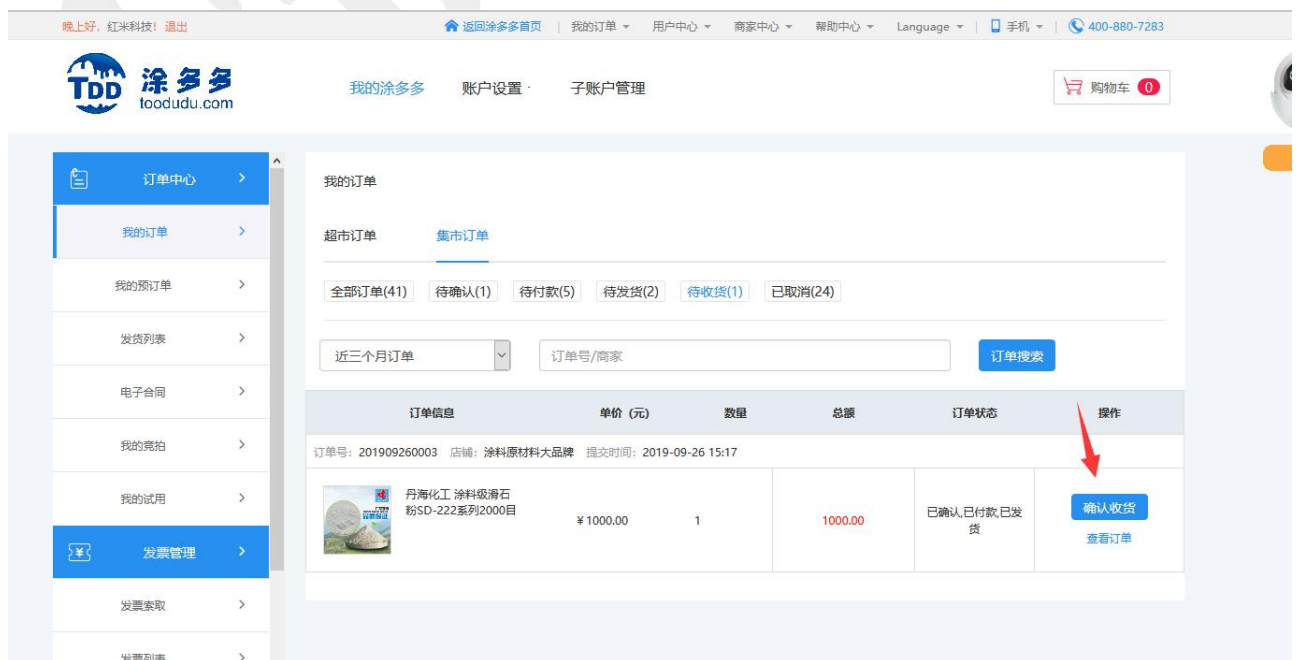 晚上好, 红米科技! 退出
返回涂多多首页 | 我的订单 用户中心 商家中心 帮助中心 Language | 手机 | 400-880-7283
TDD 涂多多
toodudu.com
我的涂多多 账户设置 子账户管理
购物车 0
订单中心
我的订单
我的预订单
发货列表
电子合同
我的竞拍
我的试用
发票管理
发票索取
发票列表
我的订单
超市订单 集市订单
全部订单(41) 待确认(1) 待付款(5) 待发货(2) 待收货(1) 已取消(24)
近三个月订单 订单号/商家 订单搜索
订单信息 单价 (元) 数量 总额 订单状态 操作
订单号: 201909260003 店铺: 涂料原材料大品牌 提交时间: 2019-09-26 15:17
丹海化工 涂料级滑石
粉SD-222系列2000目
¥1000.00 1 1000.00
已确认,已付款,已发
货
确认收货
查看订单